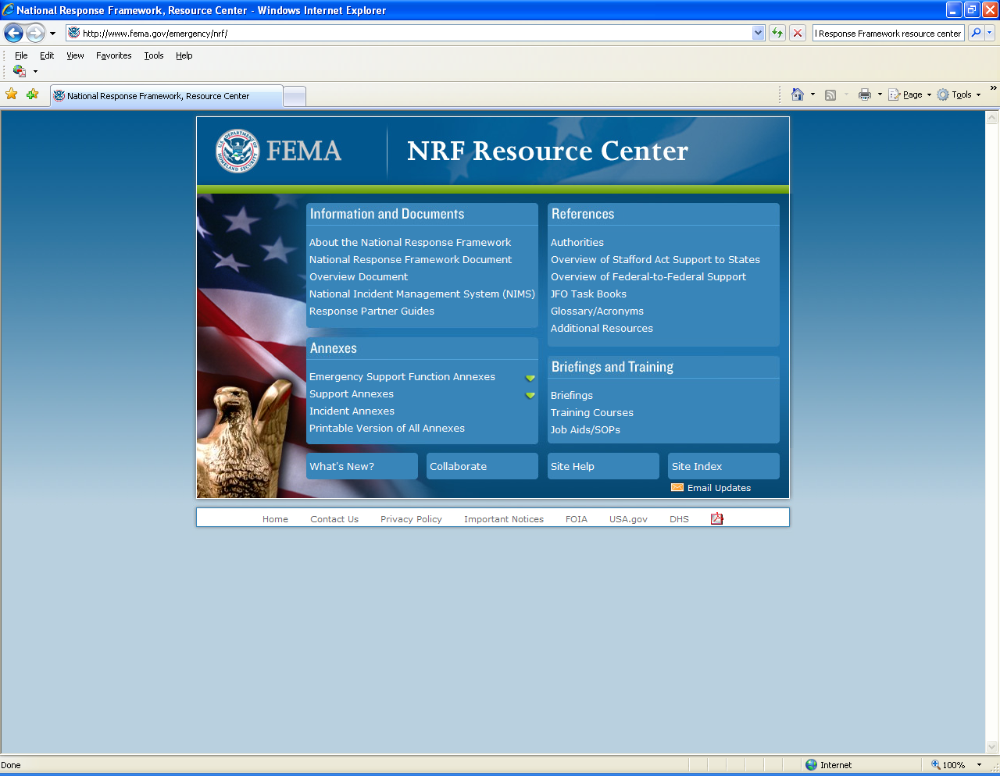 National Response Framework, Resource Center - Windows Internet Explorer
http://www.fema.gov/emergency/nrf/
l Response Framework resource center
File Edit View Favorites Tools Help
National Response Framework, Resource Center
Page Tools
FEMA
NRF Resource Center
Information and Documents
About the National Response Framework
National Response Framework Document
Overview Document
National Incident Management System (NIMS)
Response Partner Guides
Annexes
Emergency Support Function Annexes
Support Annexes
Incident Annexes
Printable Version of All Annexes
References
Authorities
Overview of Stafford Act Support to States
Overview of Federal-to-Federal Support
JFO Task Books
Glossary/Acronyms
Additional Resources
Briefings and Training
Briefings
Training Courses
Job Aids/SOPs
What's New? Collaborate Site Help Site Index
Email Updates
Home Contact Us Privacy Policy Important Notices FOIA USA.gov DHS
Done Internet 100%